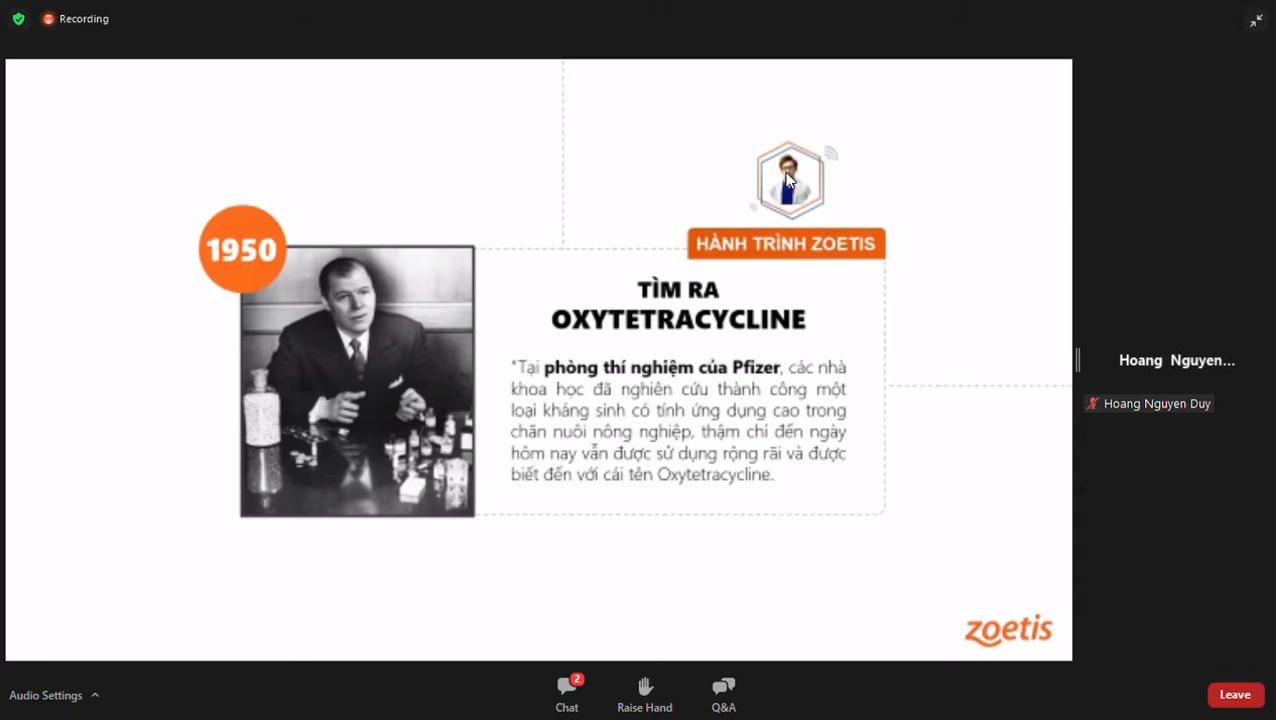 Recording
1950
HÀNH TRÌNH ZOETIS
TÌM RA
OXYTETRACYCLINE
"Tại phòng thí nghiệm của Pfizer, các nhà
khoa học đã nghiên cứu thành công một
loại kháng sinh có tính ứng dụng cao trong
chăn nuôi nông nghiệp, thậm chí đến ngày
hôm nay vẫn được sử dụng rộng rãi và được
biết đến với cái tên Oxytetracycline.
zoetis
Hoang Nguyen...
Hoang Nguyen Duy
Audio Settings
2
Chat
Raise Hand
Q&A
Leave